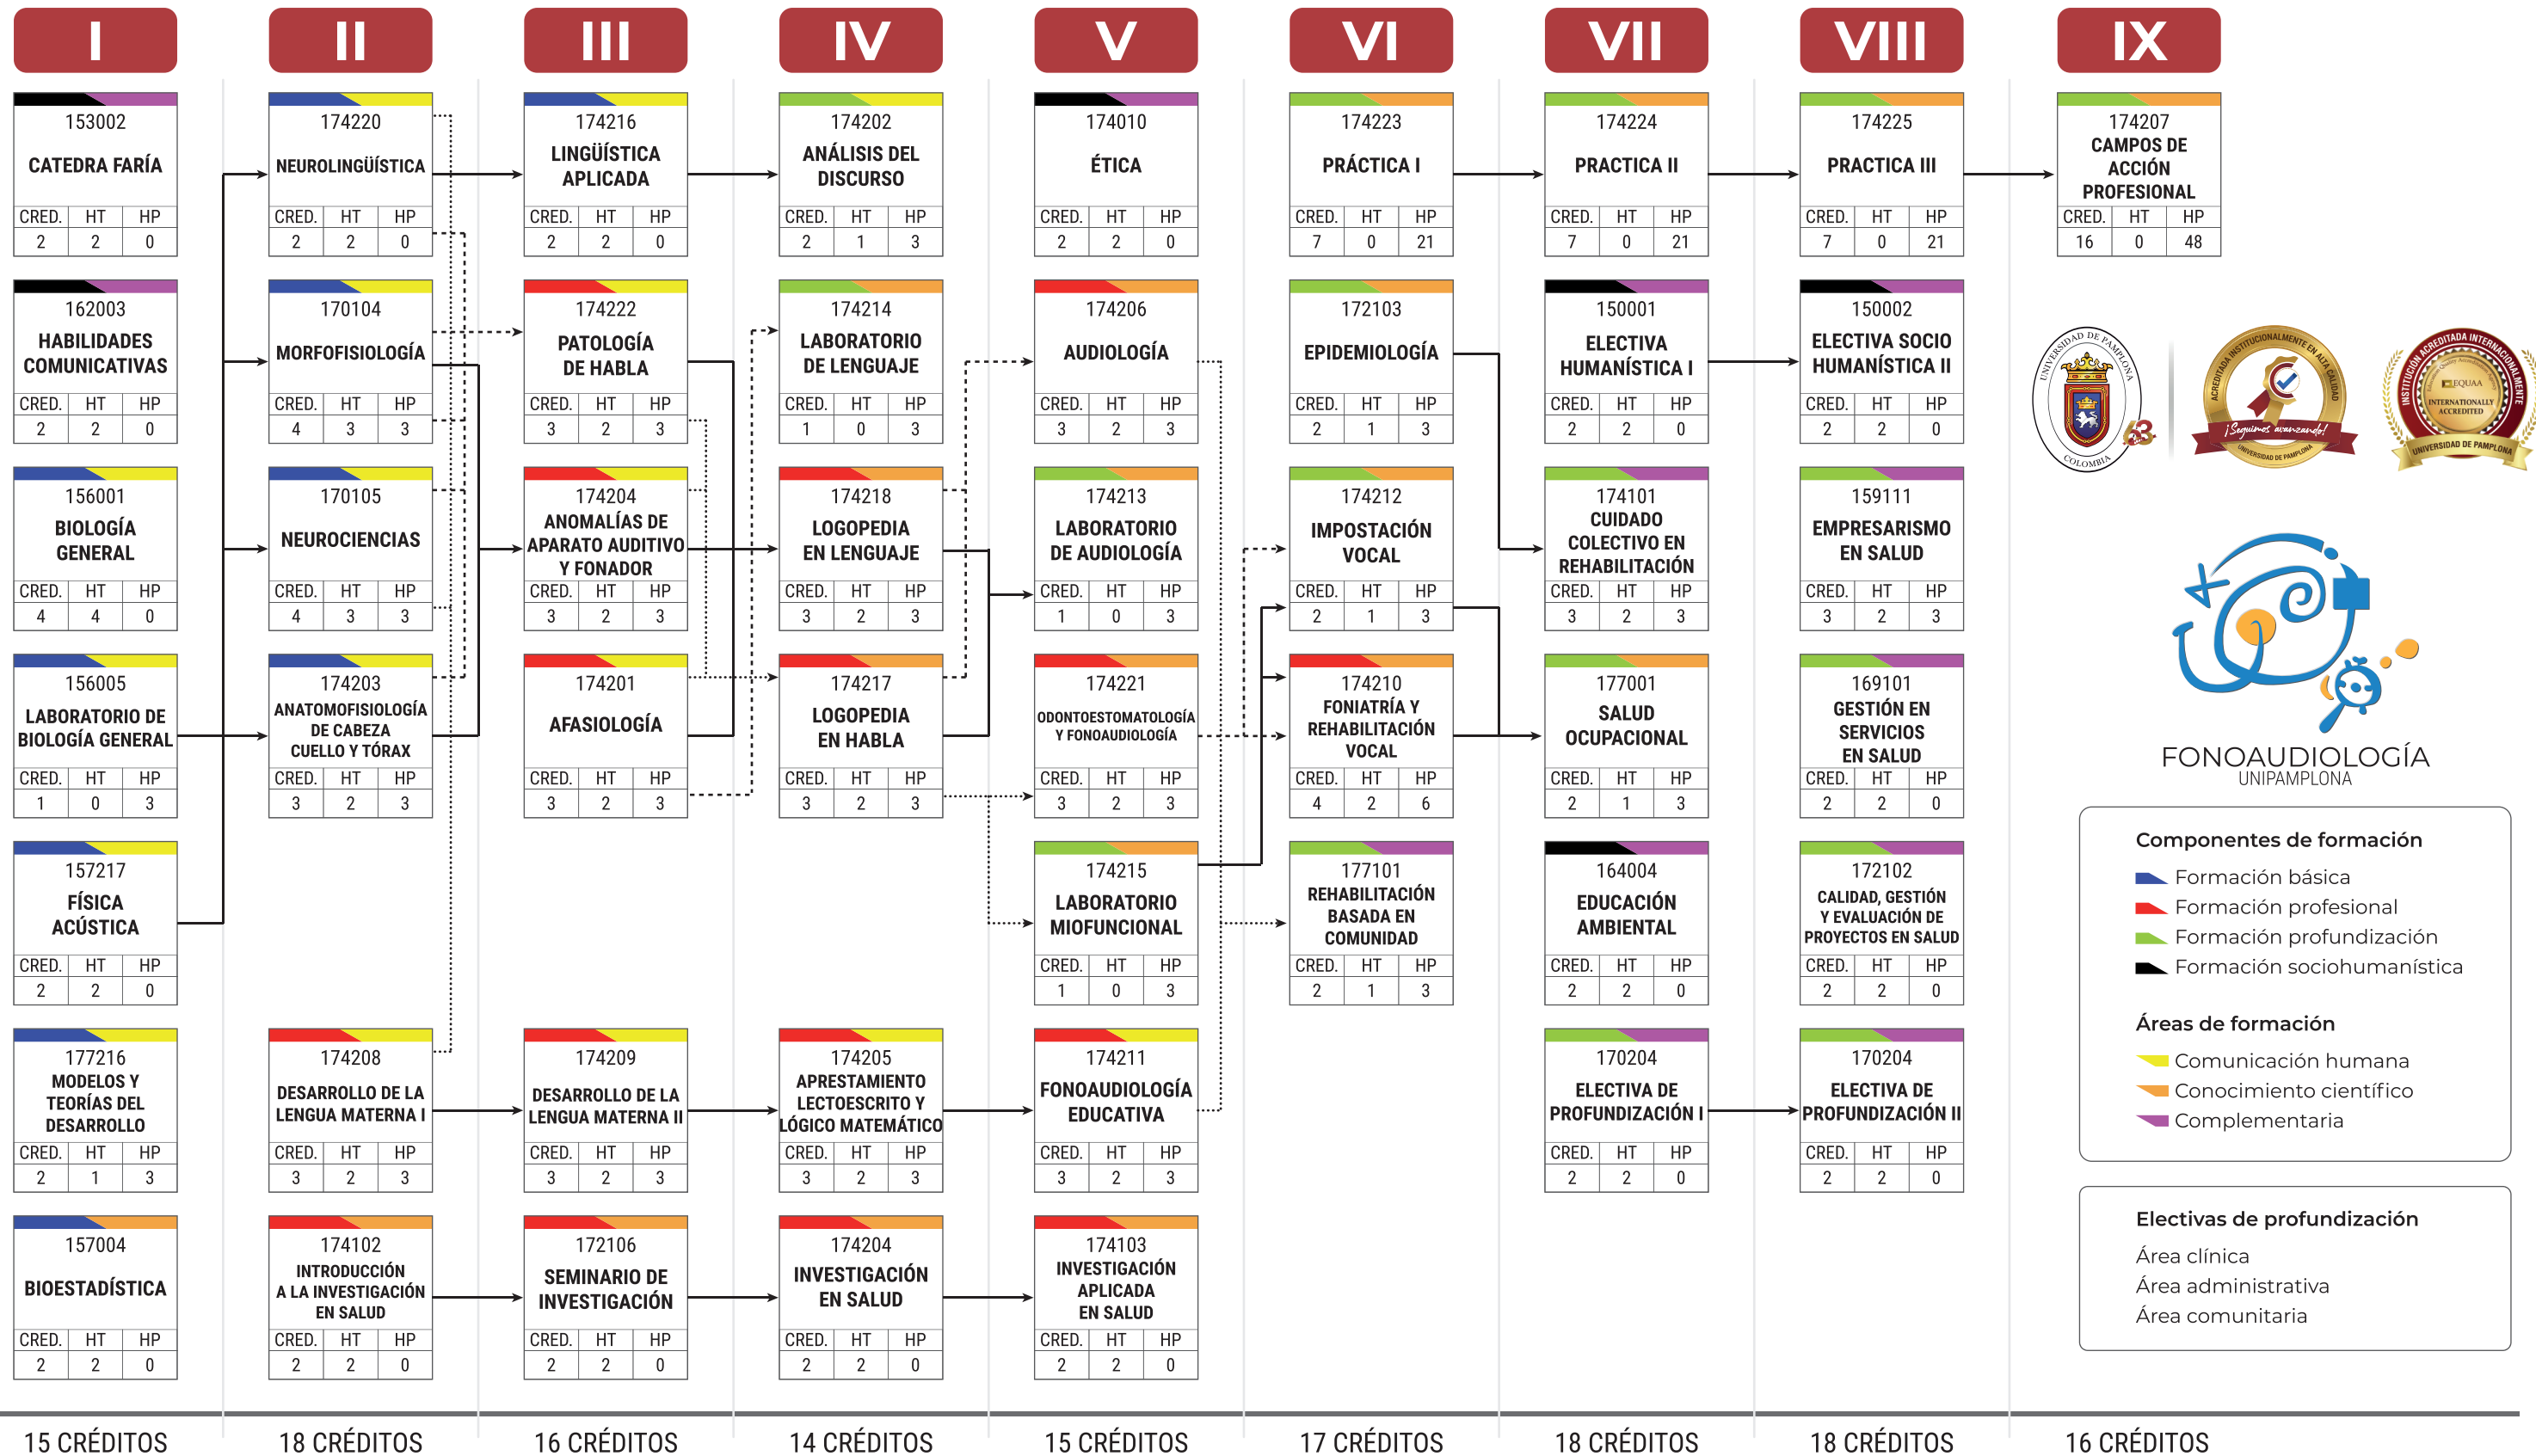 I
II
III
IV
V
VI
VII
VIII
IX
153002
CATEDRA FARÍA
CRED. HT HP
2 2 0
162003
HABILIDADES
COMUNICATIVAS
CRED. HT HP
2 2 0
156001
BIOLOGÍA
GENERAL
CRED. HT HP
4 4 0
156005
LABORATORIO DE
BIOLOGÍA GENERAL
CRED. HT HP
1 0 3
157217
FÍSICA
ACÚSTICA
CRED. HT HP
2 2 0
177216
MODELOS Y
TEORÍAS DEL
DESARROLLO
CRED. HT HP
2 1 3
157004
BIOESTADÍSTICA
CRED. HT HP
2 2 0
15 CRÉDITOS
174220
NEUROLINGÜÍSTICA
CRED. HT HP
2 2 0
170104
MORFOFISIOLOGÍA
CRED. HT HP
4 3 3
170105
NEUROCIENCIAS
CRED. HT HP
4 3 3
174203
ANATOMOFISIOLOGÍA
DE CABEZA
CUELLO Y TÓRAX
CRED. HT HP
3 2 3
174208
DESARROLLO DE LA
LENGUA MATERNA I
CRED. HT HP
3 2 3
174102
INTRODUCCIÓN
A LA INVESTIGACIÓN
EN SALUD
CRED. HT HP
2 2 0
18 CRÉDITOS
174216
LINGÜÍSTICA
APLICADA
CRED. HT HP
2 2 0
174222
PATOLOGÍA
DE HABLA
CRED. HT HP
3 2 3
174204
ANOMALÍAS DE
APARATO AUDITIVO
Y FONADOR
CRED. HT HP
3 2 3
174201
AFASIOLOGÍA
CRED. HT HP
3 2 3
174209
DESARROLLO DE LA
LENGUA MATERNA II
CRED. HT HP
3 2 3
172106
SEMINARIO DE
INVESTIGACIÓN
CRED. HT HP
2 2 0
16 CRÉDITOS
174202
ANÁLISIS DEL
DISCURSO
CRED. HT HP
2 1 3
174214
LABORATORIO
DE LENGUAJE
CRED. HT HP
1 0 3
174218
LOGOPEDIA
EN LENGUAJE
CRED. HT HP
3 2 3
174217
LOGOPEDIA
EN HABLA
CRED. HT HP
3 2 3
174205
APRESTAMIENTO
LECTOESCRITO Y
LÓGICO MATEMÁTICO
CRED. HT HP
3 2 3
174204
INVESTIGACIÓN
EN SALUD
CRED. HT HP
2 2 0
14 CRÉDITOS
174010
ÉTICA
CRED. HT HP
2 2 0
174206
AUDIOLOGÍA
CRED. HT HP
3 2 3
174213
LABORATORIO
DE AUDIOLOGÍA
CRED. HT HP
1 0 3
174221
ODONTOESTOMATOLOGÍA
Y FONOAUDIOLOGÍA
CRED. HT HP
3 2 3
174215
LABORATORIO
MIOFUNCIONAL
CRED. HT HP
1 0 3
174211
FONOAUDIOLOGÍA
EDUCATIVA
CRED. HT HP
3 2 3
174103
INVESTIGACIÓN
APLICADA
EN SALUD
CRED. HT HP
2 2 0
15 CRÉDITOS
174223
PRÁCTICA I
CRED. HT HP
7 0 21
172103
EPIDEMIOLOGÍA
CRED. HT HP
2 1 3
174212
IMPOSTACIÓN
VOCAL
CRED. HT HP
2 1 3
174210
FONIATRÍA Y
REHABILITACIÓN
VOCAL
CRED. HT HP
4 2 6
177101
REHABILITACIÓN
BASADA EN
COMUNIDAD
CRED. HT HP
2 1 3
17 CRÉDITOS
174224
PRACTICA II
CRED. HT HP
7 0 21
150001
ELECTIVA
HUMANÍSTICA I
CRED. HT HP
2 2 0
174101
CUIDADO
COLECTIVO EN
REHABILITACIÓN
CRED. HT HP
3 2 3
177001
SALUD
OCUPACIONAL
CRED. HT HP
2 1 3
164004
EDUCACIÓN
AMBIENTAL
CRED. HT HP
2 2 0
170204
ELECTIVA DE
PROFUNDIZACIÓN I
CRED. HT HP
2 2 0
18 CRÉDITOS
174225
PRACTICA III
CRED. HT HP
7 0 21
150002
ELECTIVA SOCIO
HUMANÍSTICA II
CRED. HT HP
2 2 0
159111
EMPRESARISMO
EN SALUD
CRED. HT HP
3 2 3
169101
GESTIÓN EN
SERVICIOS
EN SALUD
CRED. HT HP
2 2 0
172102
CALIDAD, GESTIÓN
Y EVALUACIÓN DE
PROYECTOS EN SALUD
CRED. HT HP
2 2 0
170204
ELECTIVA DE
PROFUNDIZACIÓN II
CRED. HT HP
2 2 0
18 CRÉDITOS
174207
CAMPOS DE
ACCIÓN
PROFESIONAL
CRED. HT HP
16 0 48
16 CRÉDITOS
UNIVERSIDAD DE PAMPLONA
COLOMBIA
63
ACREDITADA INSTITUCIONALMENTE EN ALTA CALIDAD
¡Seguimos avanzando!
UNIVERSIDAD DE PAMPLONA
INSTITUCIÓN ACREDITADA INTERNACIONALMENTE
EQUAA
INTERNATIONALLY
ACCREDITED
UNIVERSIDAD DE PAMPLONA
FONOAUDIOLOGÍA
UNIPAMPLONA
Componentes de formación
Formación básica
Formación profesional
Formación profundización
Formación sociohumanística
Áreas de formación
Comunicación humana
Conocimiento científico
Complementaria
Electivas de profundización
Área clínica
Área administrativa
Área comunitaria